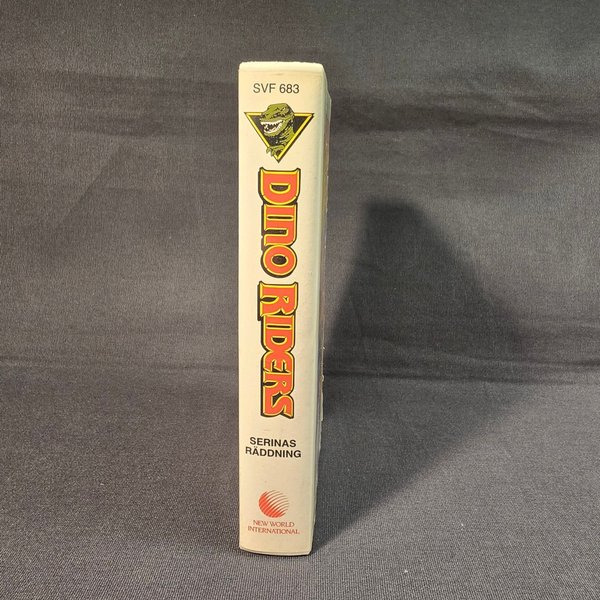 SVF 683
DINO RIDERS
SERINAS
RÄDDNING
NEW WORLD
INTERNATIONAL